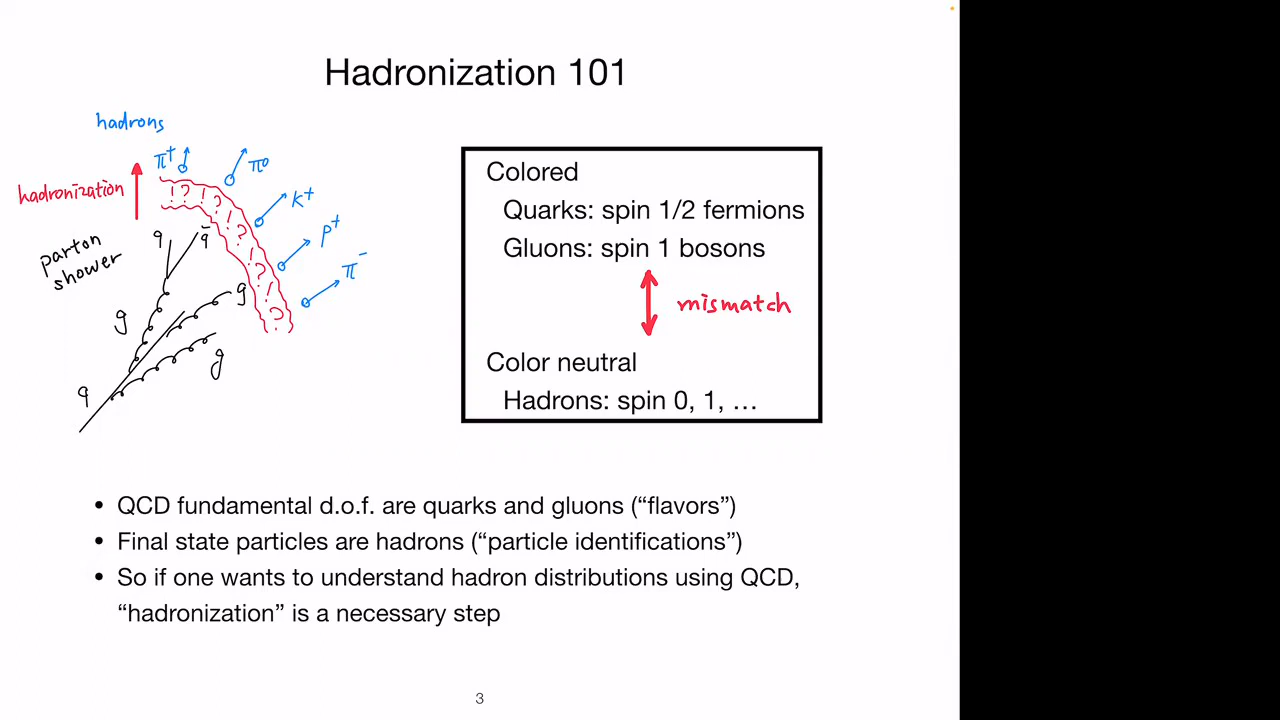 Hadronization 101
hadrons
π⁺
π⁰
hadronization
K⁺
! ? ! ? ! ? ! ? ! ?
P⁺
π⁻
parton
shower
q
q̄
g
g
g
q
Colored
Quarks: spin 1/2 fermions
Gluons: spin 1 bosons
mismatch
Color neutral
Hadrons: spin 0, 1, …
• QCD fundamental d.o.f. are quarks and gluons (“flavors”)
• Final state particles are hadrons (“particle identifications”)
• So if one wants to understand hadron distributions using QCD,
“hadronization” is a necessary step
3